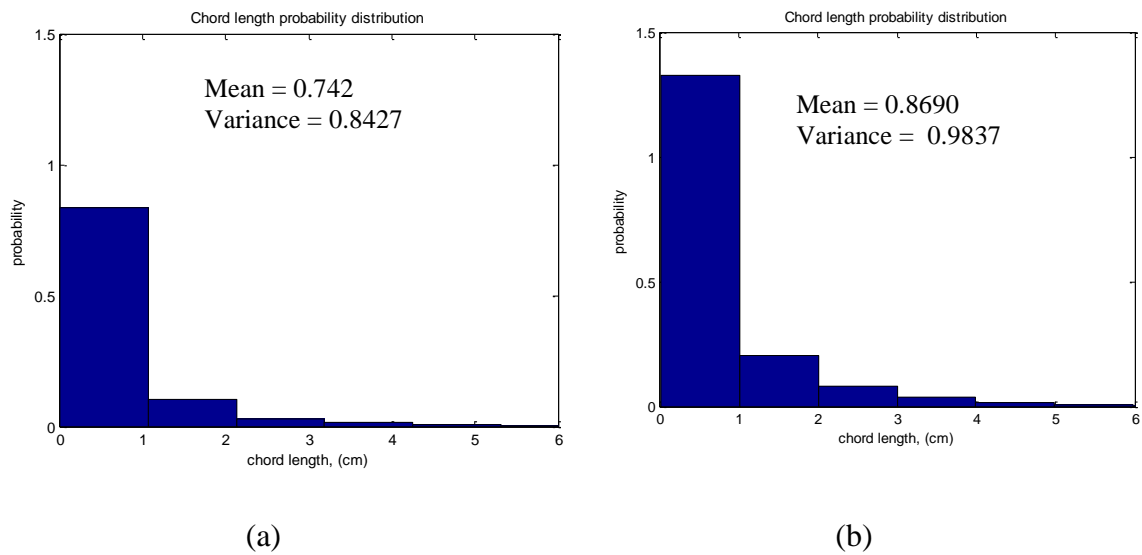 Chord length probability distribution
1.5
1
0.5
0
probability
Mean = 0.742
Variance = 0.8427
0 1 2 3 4 5 6
chord length, (cm)
(a)
Chord length probability distribution
1.5
1
0.5
0
probability
Mean = 0.8690
Variance = 0.9837
0 1 2 3 4 5 6
chord length, (cm)
(b)